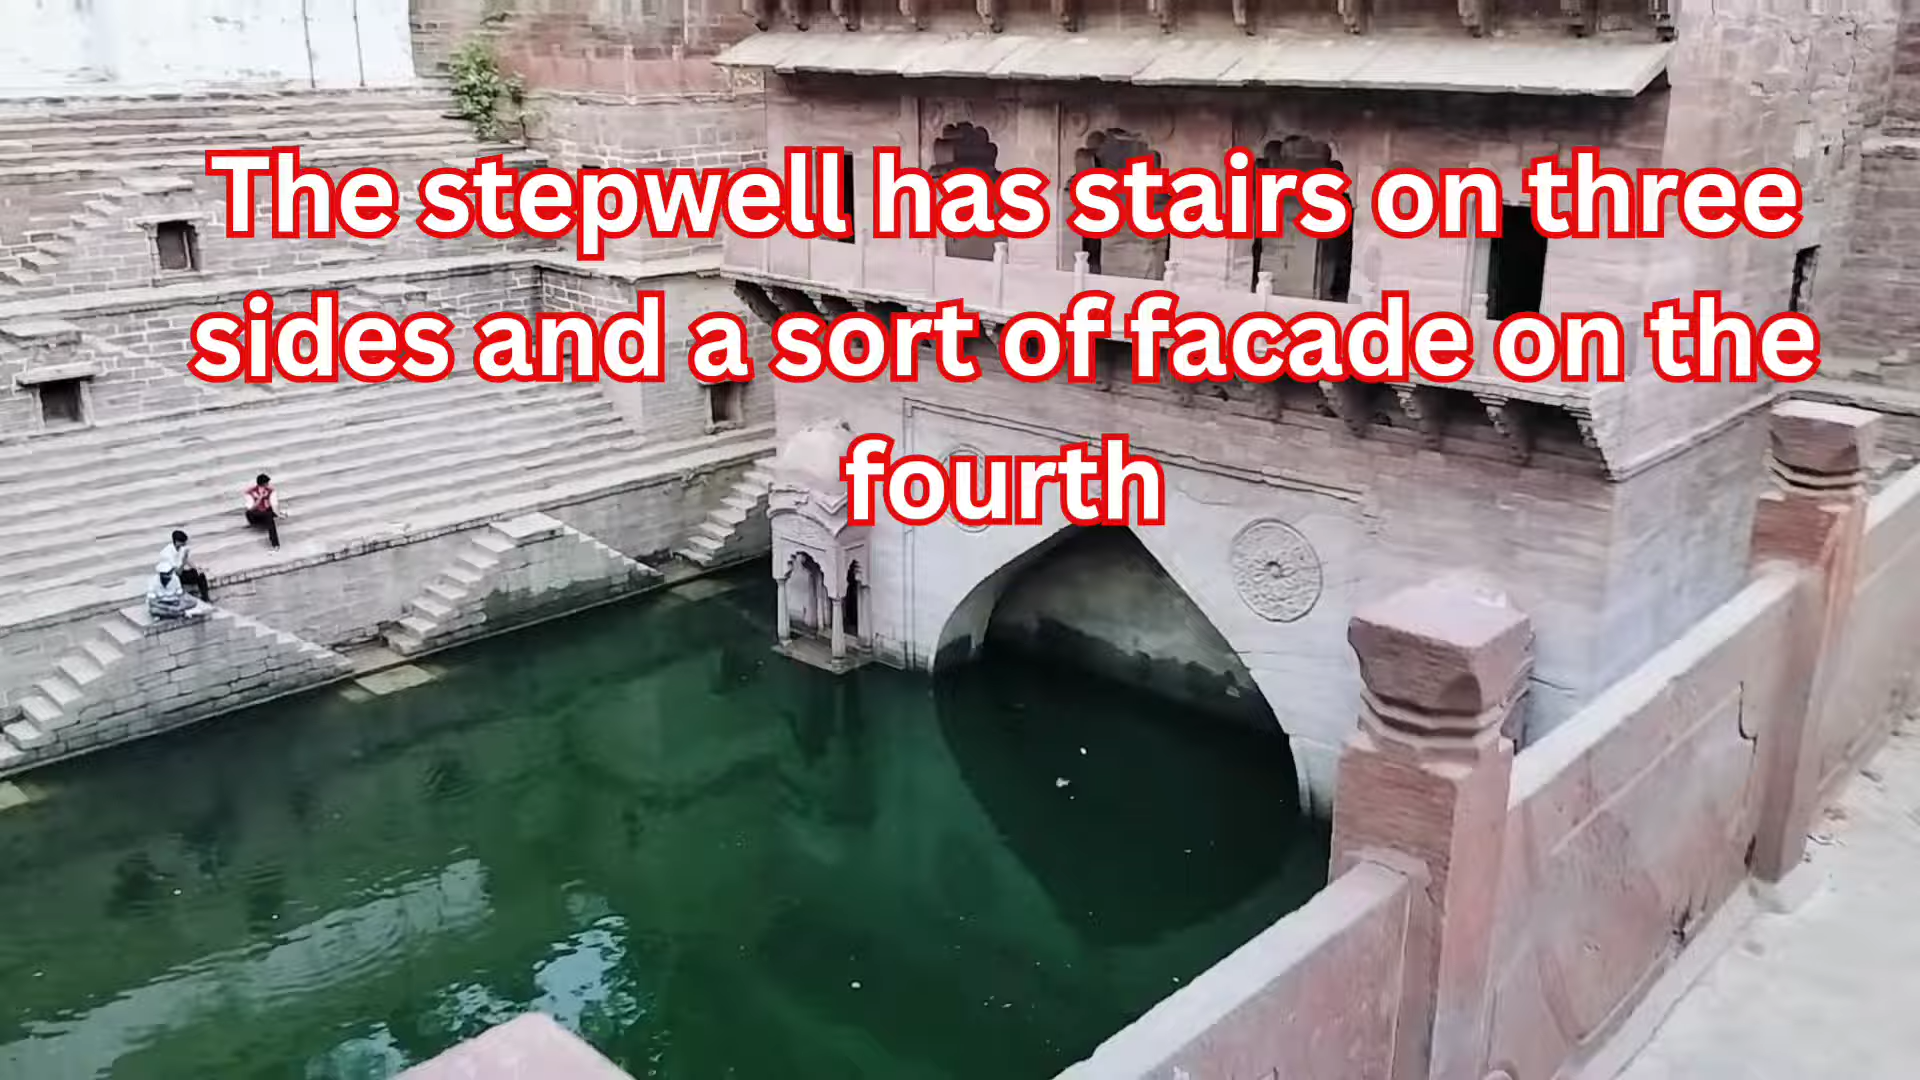 The stepwell has stairs on three
sides and a sort of facade on the
fourth